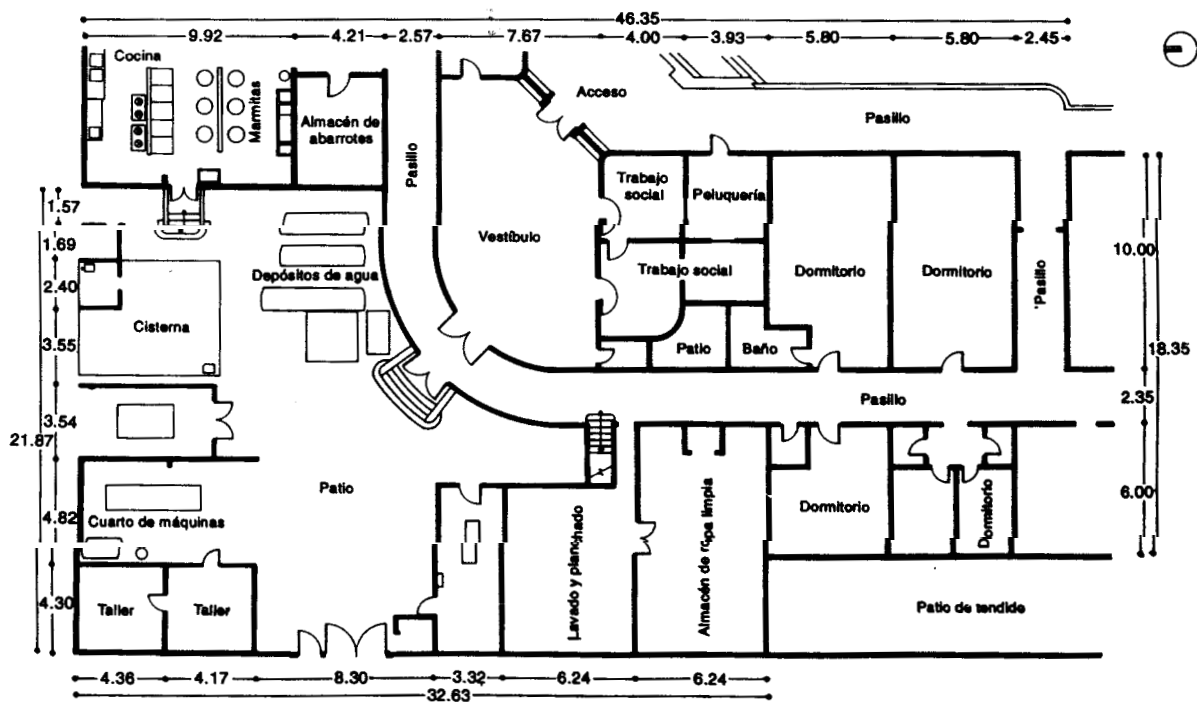 46.35
9.92
4.21
2.57
7.67
4.00
3.93
5.80
5.80
2.45
Cocina
Marmitas
Almacén de
abarrotes
Pasillo
Acceso
Pasillo
Trabajo
social
Peluquería
Vestíbulo
Trabajo social
Dormitorio
Dormitorio
Pasillo
Depósitos de agua
Cisterna
Patio
Baño
Pasillo
1.57
1.69
2.40
3.55
3.54
21.87
4.82
4.30
10.00
18.35
2.35
6.00
Patio
Cuarto de máquinas
Taller
Taller
Lavado y planchado
Almacén de ropa limpia
Dormitorio
Dormitorio
Patio de tendide
4.36
4.17
8.30
3.32
6.24
6.24
32.63